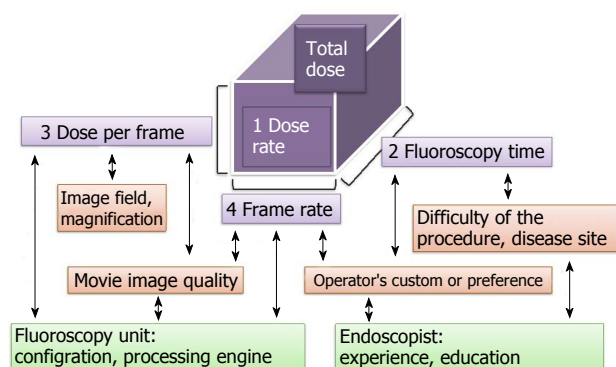 Total
dose
1 Dose
rate
3 Dose per frame
2 Fluoroscopy time
Image field,
magnification
4 Frame rate
Difficulty of the
procedure, disease site
Movie image quality
Operator's custom or preference
Fluoroscopy unit:
configration, processing engine
Endoscopist:
experience, education